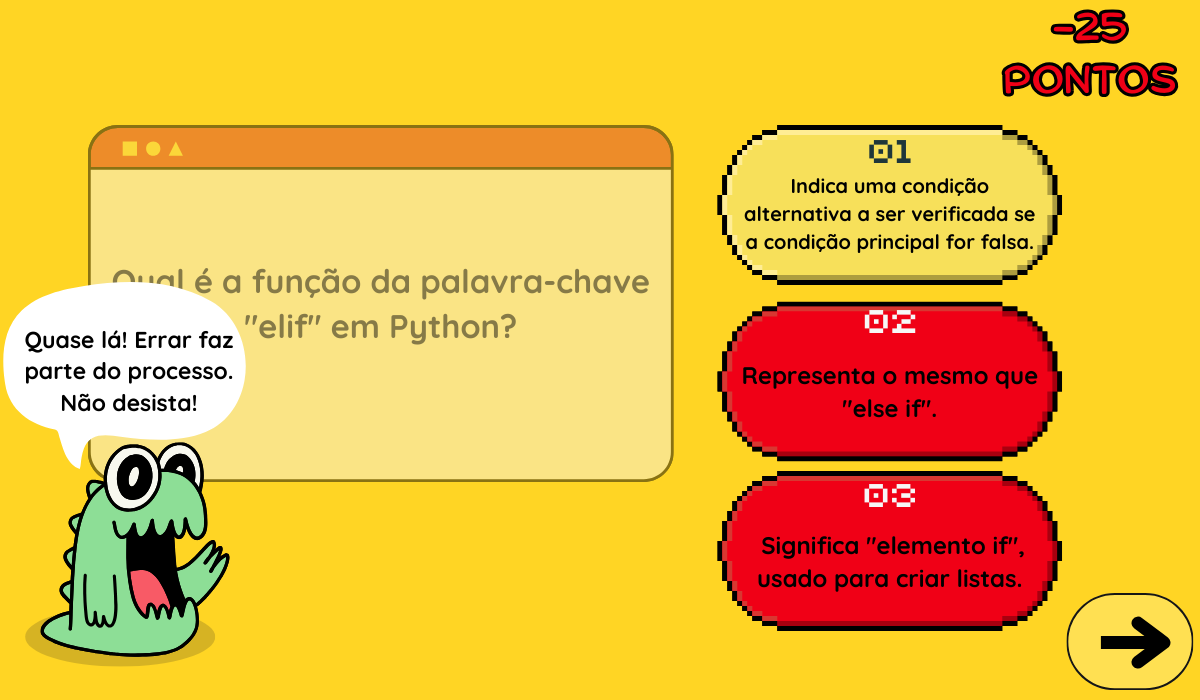 -25
PONTOS
Qual é a função da palavra-chave
"elif" em Python?
Quase lá! Errar faz
parte do processo.
Não desista!
01
Indica uma condição
alternativa a ser verificada se
a condição principal for falsa.
02
Representa o mesmo que
"else if".
03
Significa "elemento if",
usado para criar listas.